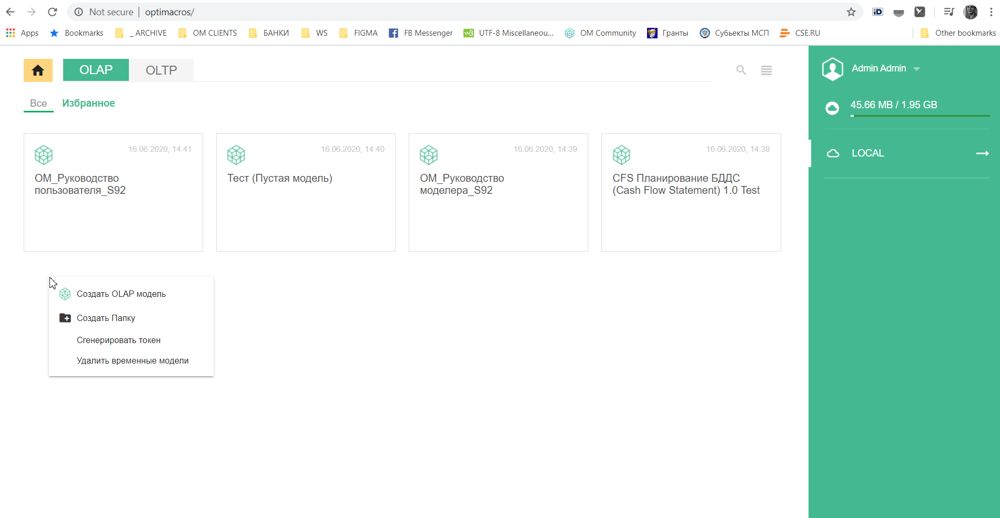 Not secure | optimacros/
Apps Bookmarks _ ARCHIVE OM CLIENTS БАНКИ WS FIGMA FB Messenger UTF-8 Miscellaneou... OM Community Гранты Субьекты МСП CSE.RU Other bookmarks
OLAP OLTP
Admin Admin
Все Избранное
45.66 MB / 1.95 GB
LOCAL
16.06.2020, 14:41
OM_Руководство
пользователя_S92
16.06.2020, 14:40
Тест (Пустая модель)
16.06.2020, 14:39
OM_Руководство
моделера_S92
16.06.2020, 14:38
CFS Планирование БДДС
(Cash Flow Statement) 1.0 Test
Создать OLAP модель
Создать Папку
Сгенерировать токен
Удалить временные модели